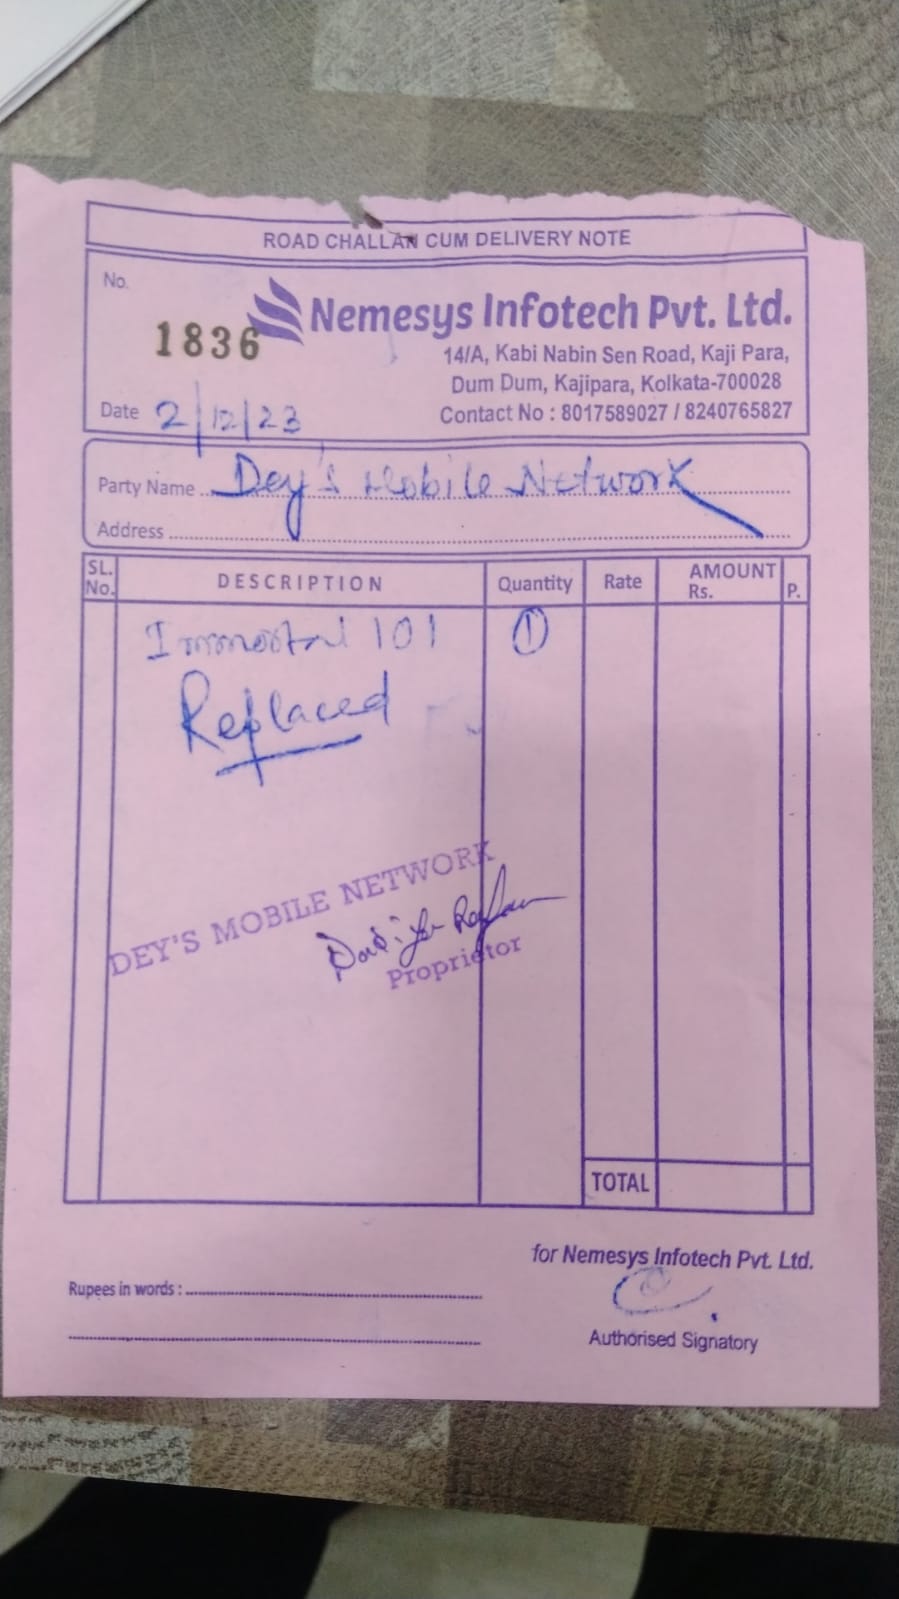 ROAD CHALLAN CUM DELIVERY NOTE
No.
1836
Nemesys Infotech Pvt. Ltd.
14/A, Kabi Nabin Sen Road, Kaji Para,
Dum Dum, Kajipara, Kolkata-700028
Contact No : 8017589027 / 8240765827
Date 2/12/23
Party Name Dey's Mobile Network
Address
SL. No. DESCRIPTION Quantity Rate AMOUNT Rs. P.
Immortal 101 1
Replaced
DEY'S MOBILE NETWORK
Proprietor
TOTAL
for Nemesys Infotech Pvt. Ltd.
Rupees in words :
Authorised Signatory